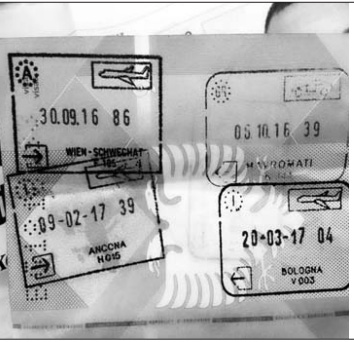 A
30.09.16 86
WIEN-SCHWECHAT
GR
06.10.16 39
MAVROMATI
09-02-17 39
ANCONA
H015
I
20-03-17 04
BOLOGNA
V003